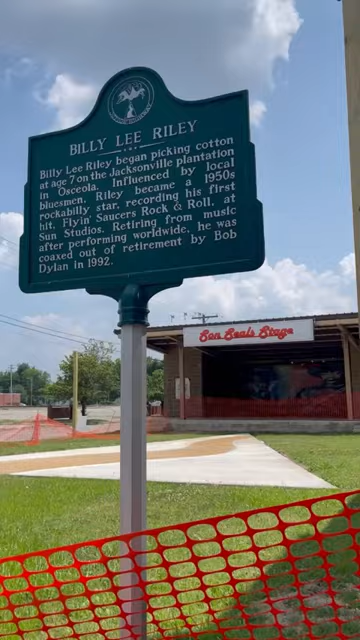 BILLY LEE RILEY
Billy Lee Riley began picking cotton
at age 7 on the Jacksonville plantation
in Osceola. Influenced by local
bluesmen, Riley became a 1950s
rockabilly star, recording his first
hit, Flyin' Saucers Rock & Roll, at
Sun Studios. Retiring from music
after performing worldwide, he was
coaxed out of retirement by Bob
Dylan in 1992.
Son Seals Stage